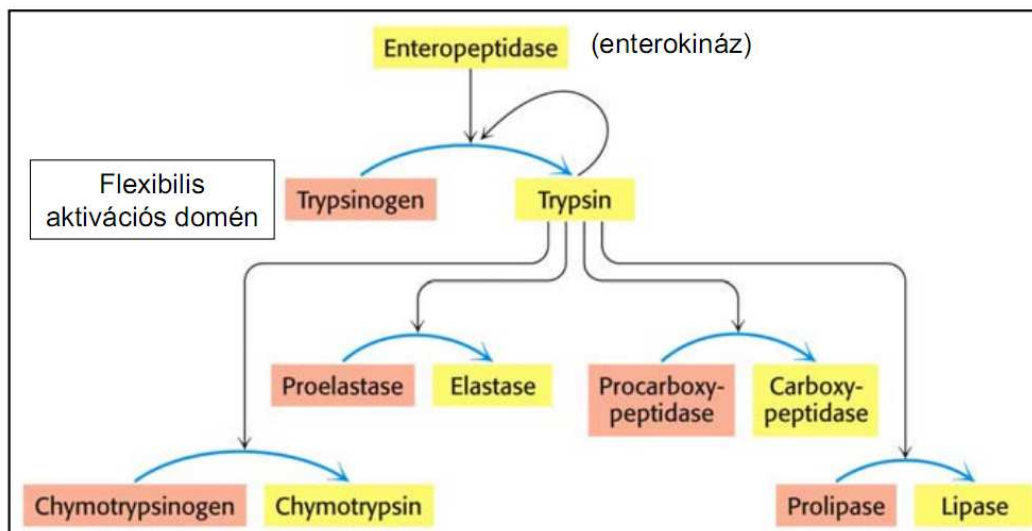 Enteropeptidase (enterokináz)
Flexibilis
aktivációs domén
Trypsinogen
Trypsin
Proelastase
Elastase
Procarboxy-
peptidase
Carboxy-
peptidase
Chymotrypsinogen
Chymotrypsin
Prolipase
Lipase